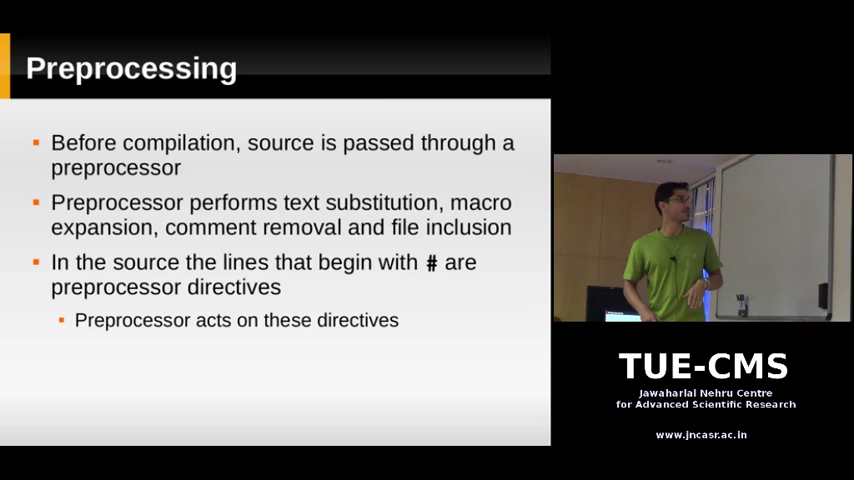 Preprocessing
Before compilation, source is passed through a
preprocessor
Preprocessor performs text substitution, macro
expansion, comment removal and file inclusion
In the source the lines that begin with # are
preprocessor directives
Preprocessor acts on these directives
TUE-CMS
Jawaharlal Nehru Centre
for Advanced Scientific Research
www.jncasr.ac.in